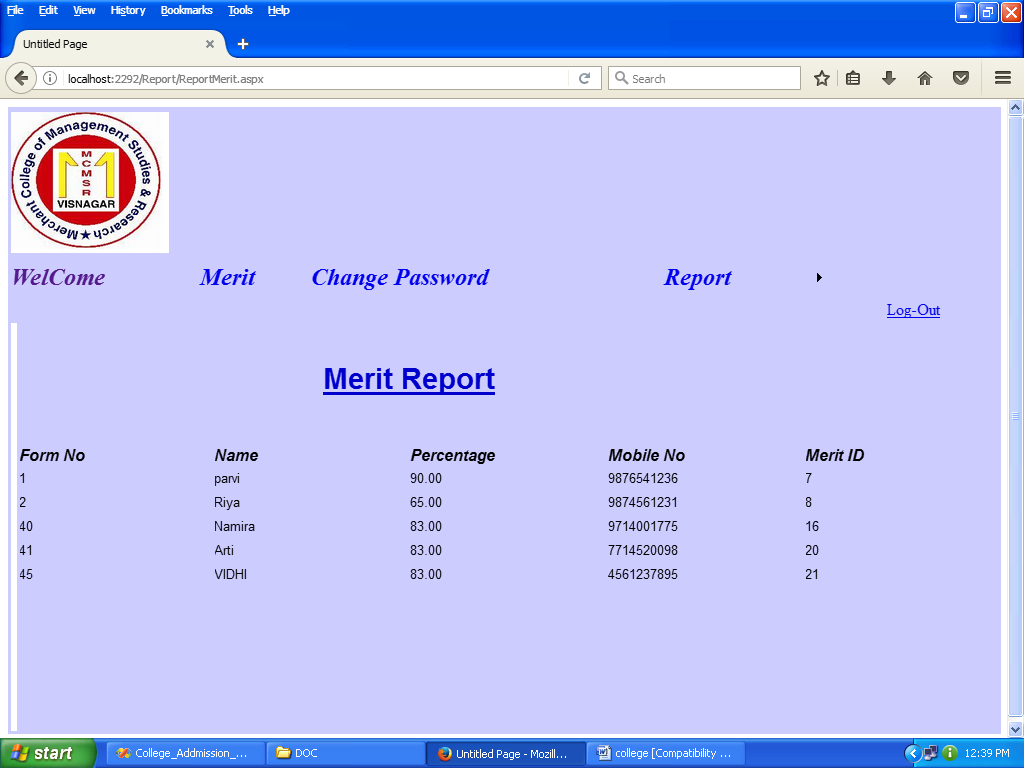 File Edit View History Bookmarks Tools Help
Untitled Page
localhost:2292/Report/ReportMerit.aspx
Search
Merchant College of Management Studies & Research
MCMSR
VISNAGAR
WelCome Merit Change Password Report
Log-Out
Merit Report
Form No Name Percentage Mobile No Merit ID
1 parvi 90.00 9876541236 7
2 Riya 65.00 9874561231 8
40 Namira 83.00 9714001775 16
41 Arti 83.00 7714520098 20
45 VIDHI 83.00 4561237895 21
start College_Addmission_... DOC Untitled Page - Mozill... college [Compatibility ... 12:39 PM